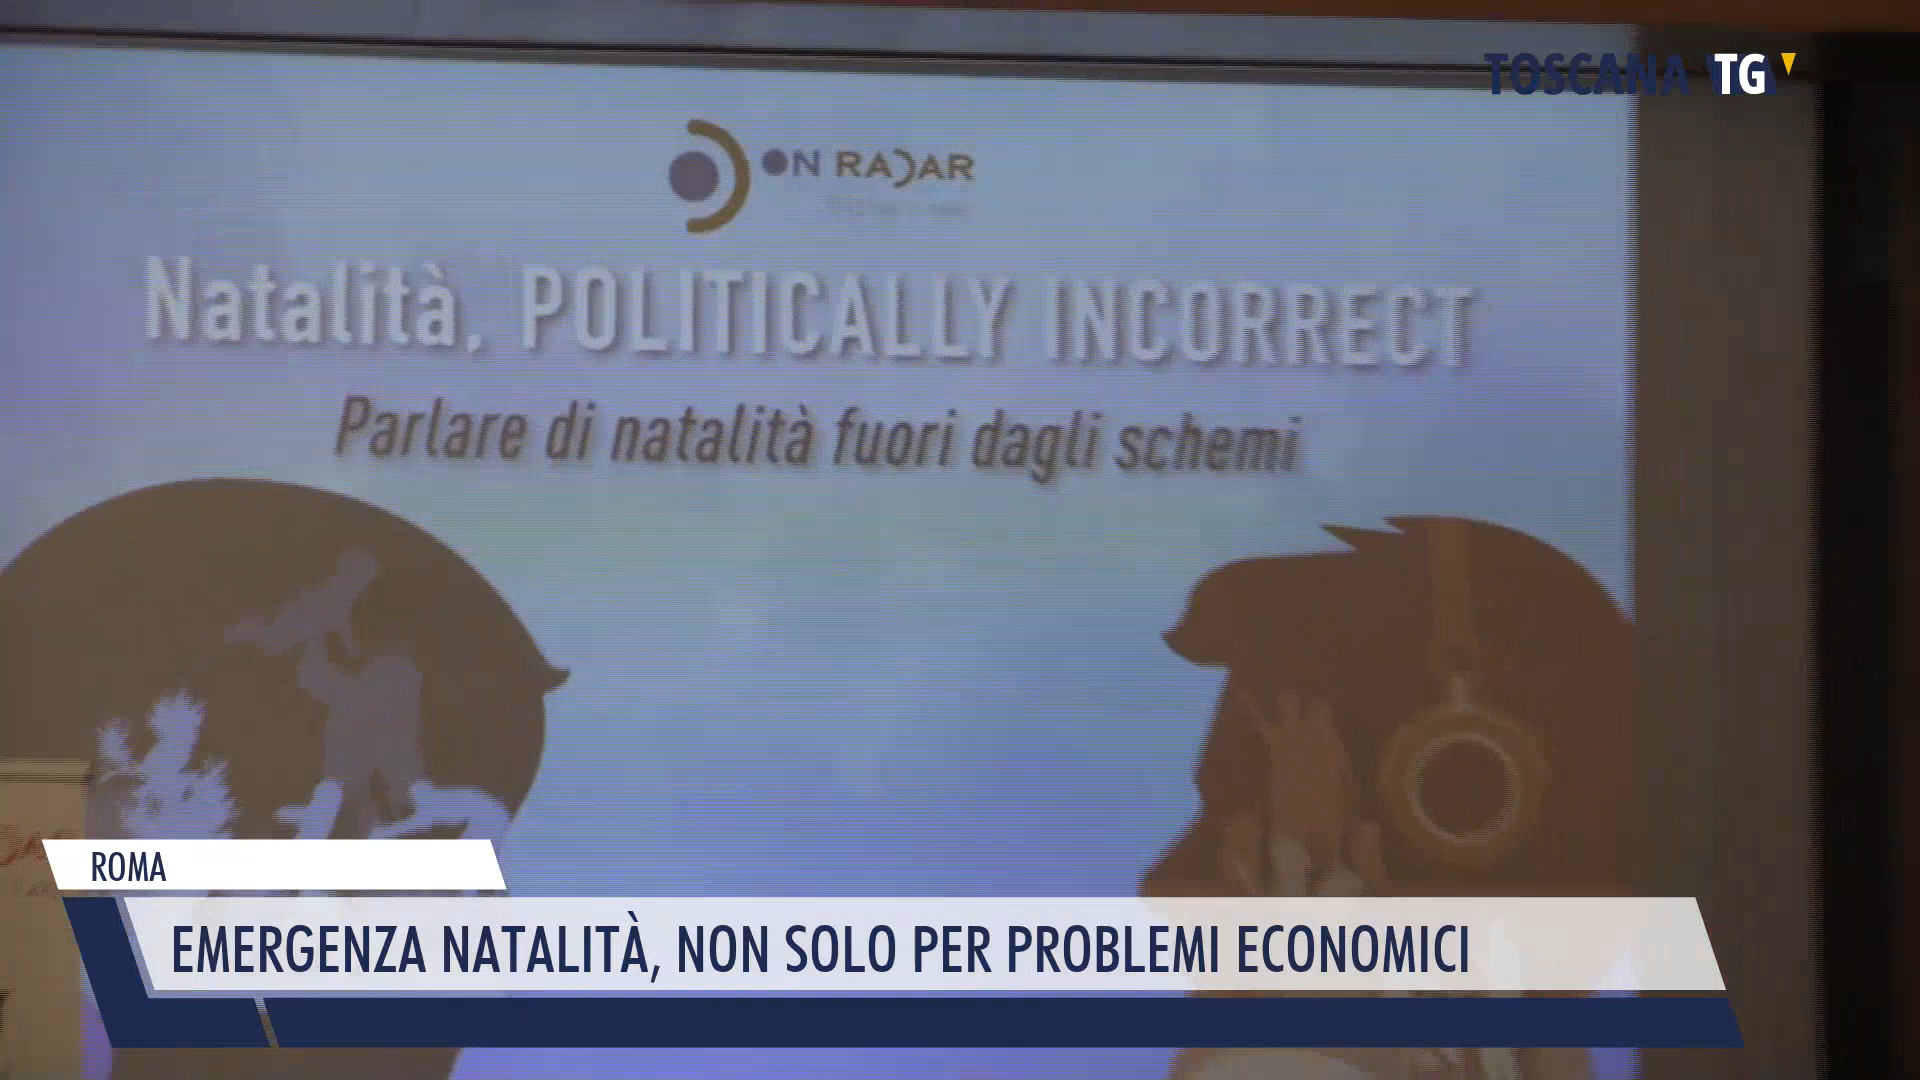 TOSCANA TG
ON RADAR
Natalità, POLITICALLY INCORRECT
Parlare di natalità fuori dagli schemi
ROMA
EMERGENZA NATALITÀ, NON SOLO PER PROBLEMI ECONOMICI